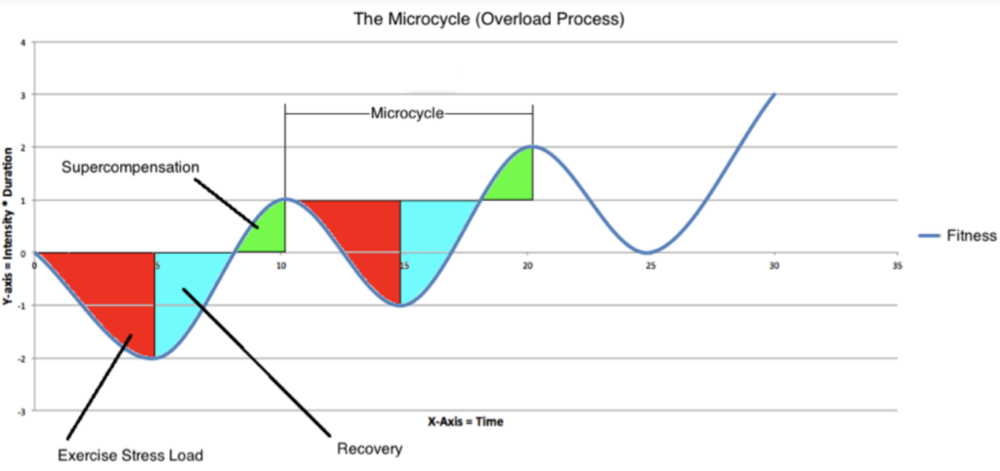 The Microcycle (Overload Process)
4
3
2
1
0
-1
-2
-3
Y-axis = Intensity * Duration
Microcycle
Supercompensation
0 5 10 15 20 25 30 35
Fitness
X-Axis = Time
Exercise Stress Load
Recovery